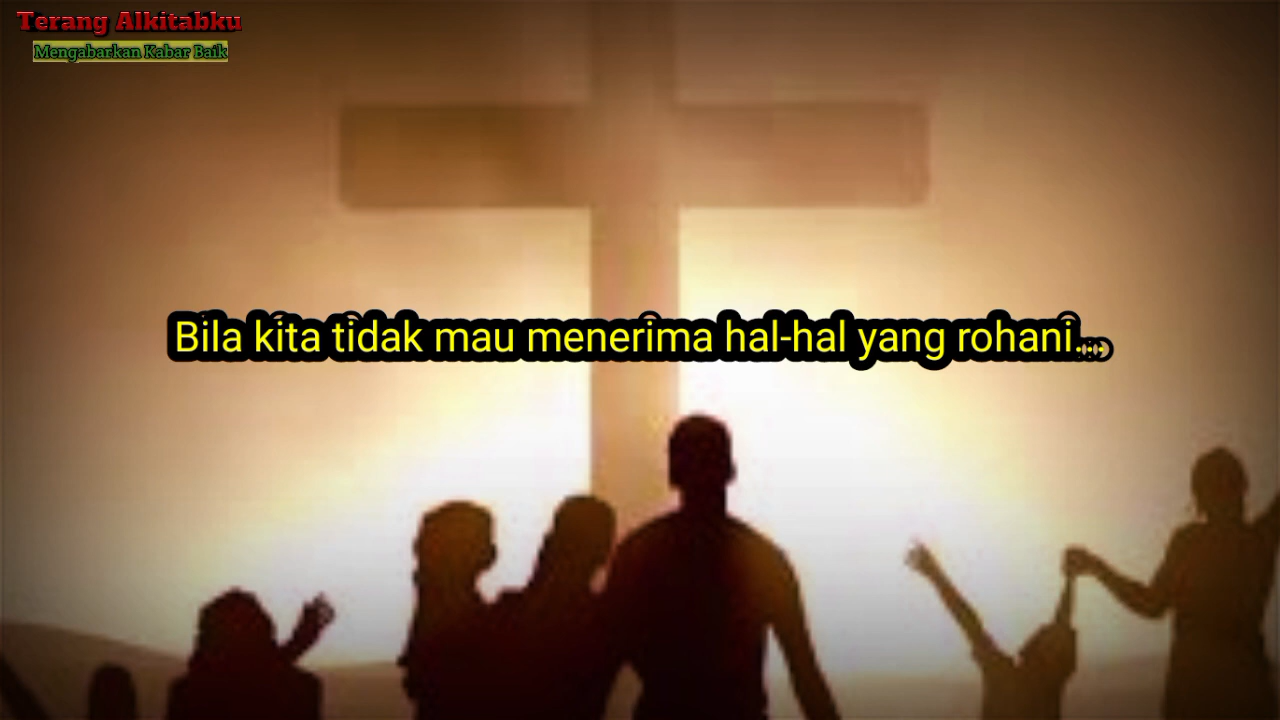 Terang Alkitabku
Mengabarkan Kabar Baik
Bila kita tidak mau menerima hal-hal yang rohani....